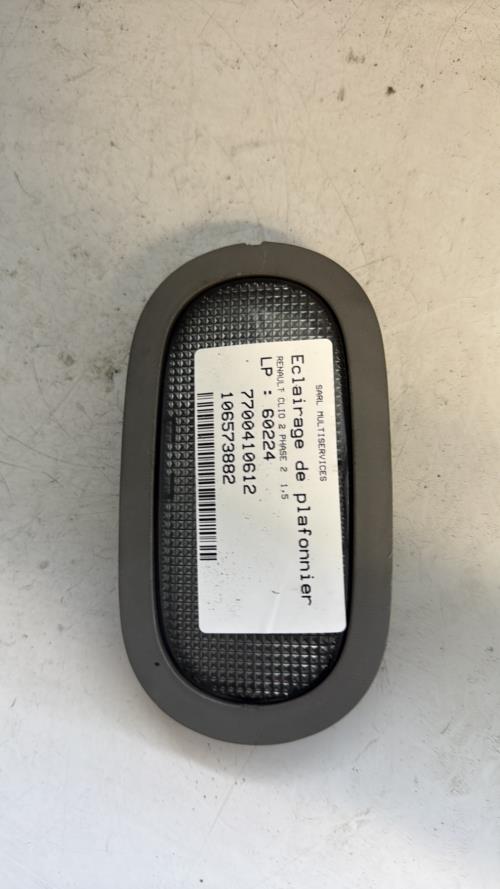 SARL MULTISERVICES
Eclairage de plafonnier
RENAULT CLIO 2 PHASE 2 1,5
LP : 60224
7700410612
106573882